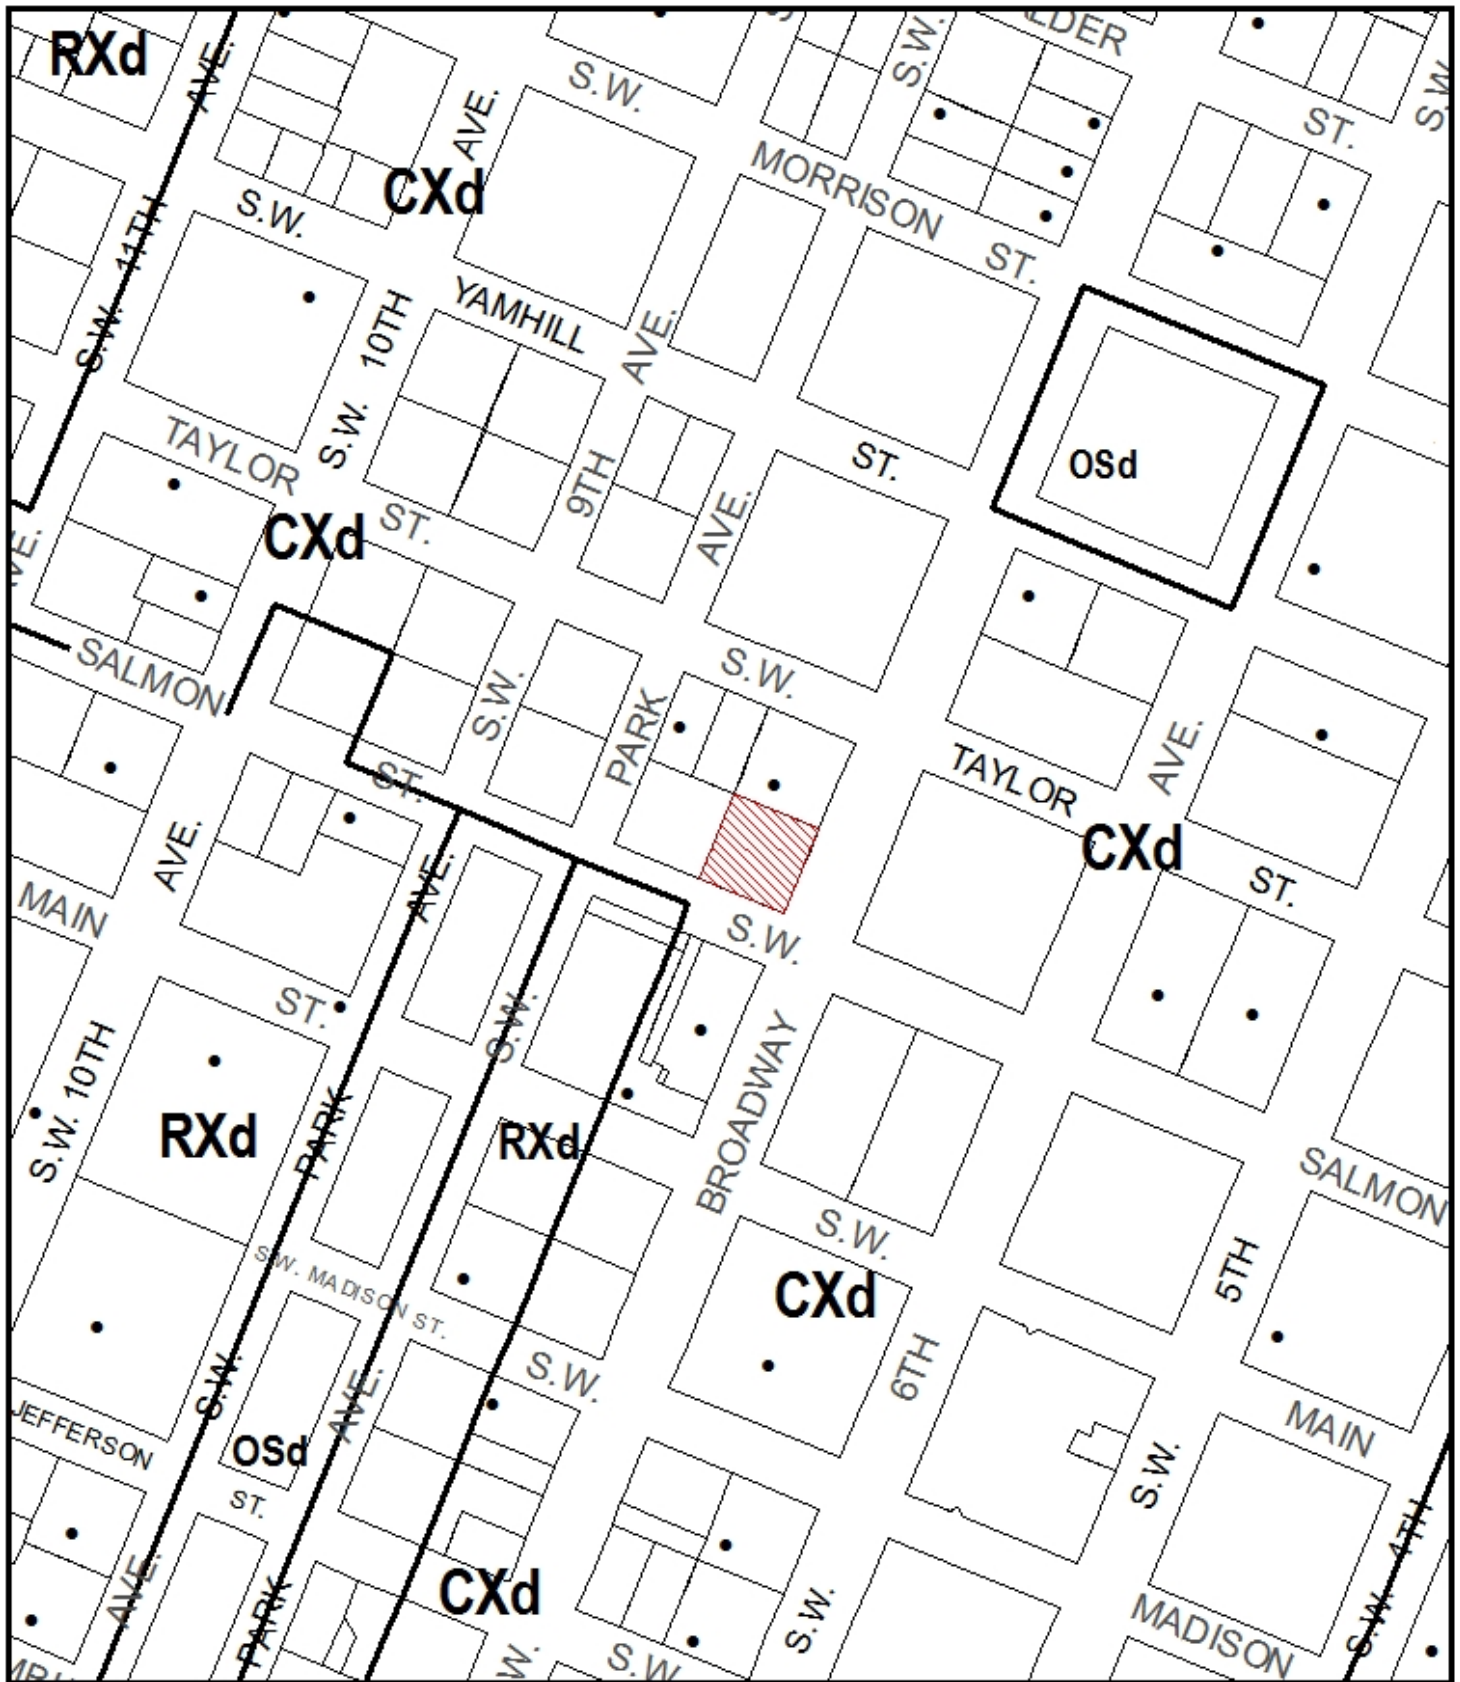 RXd
AVE.
S.W. 11TH
S.W.
YAMHILL
ST.
CXd
AVE.
S.W. 10TH
S.W.
MORRISON
ST.
S.W.
ST.
S.W.
OSd
TAYLOR
ST.
CXd
AVE.
9TH
AVE.
SALMON
ST.
S.W.
PARK
S.W.
TAYLOR
ST.
AVE.
CXd
S.W.
MAIN
ST.
AVE.
AVE.
S.W. 10TH
RXd
PARK
S.W.
S.W.
RXd
BROADWAY
S.W.
CXd
6TH
5TH
SALMON
S.W. MADISON ST.
S.W.
AVE.
S.W.
MAIN
S.W.
JEFFERSON
ST.
OSd
AVE.
PARK
CXd
S.W.
S.W.
MADISON
S.W. 4TH